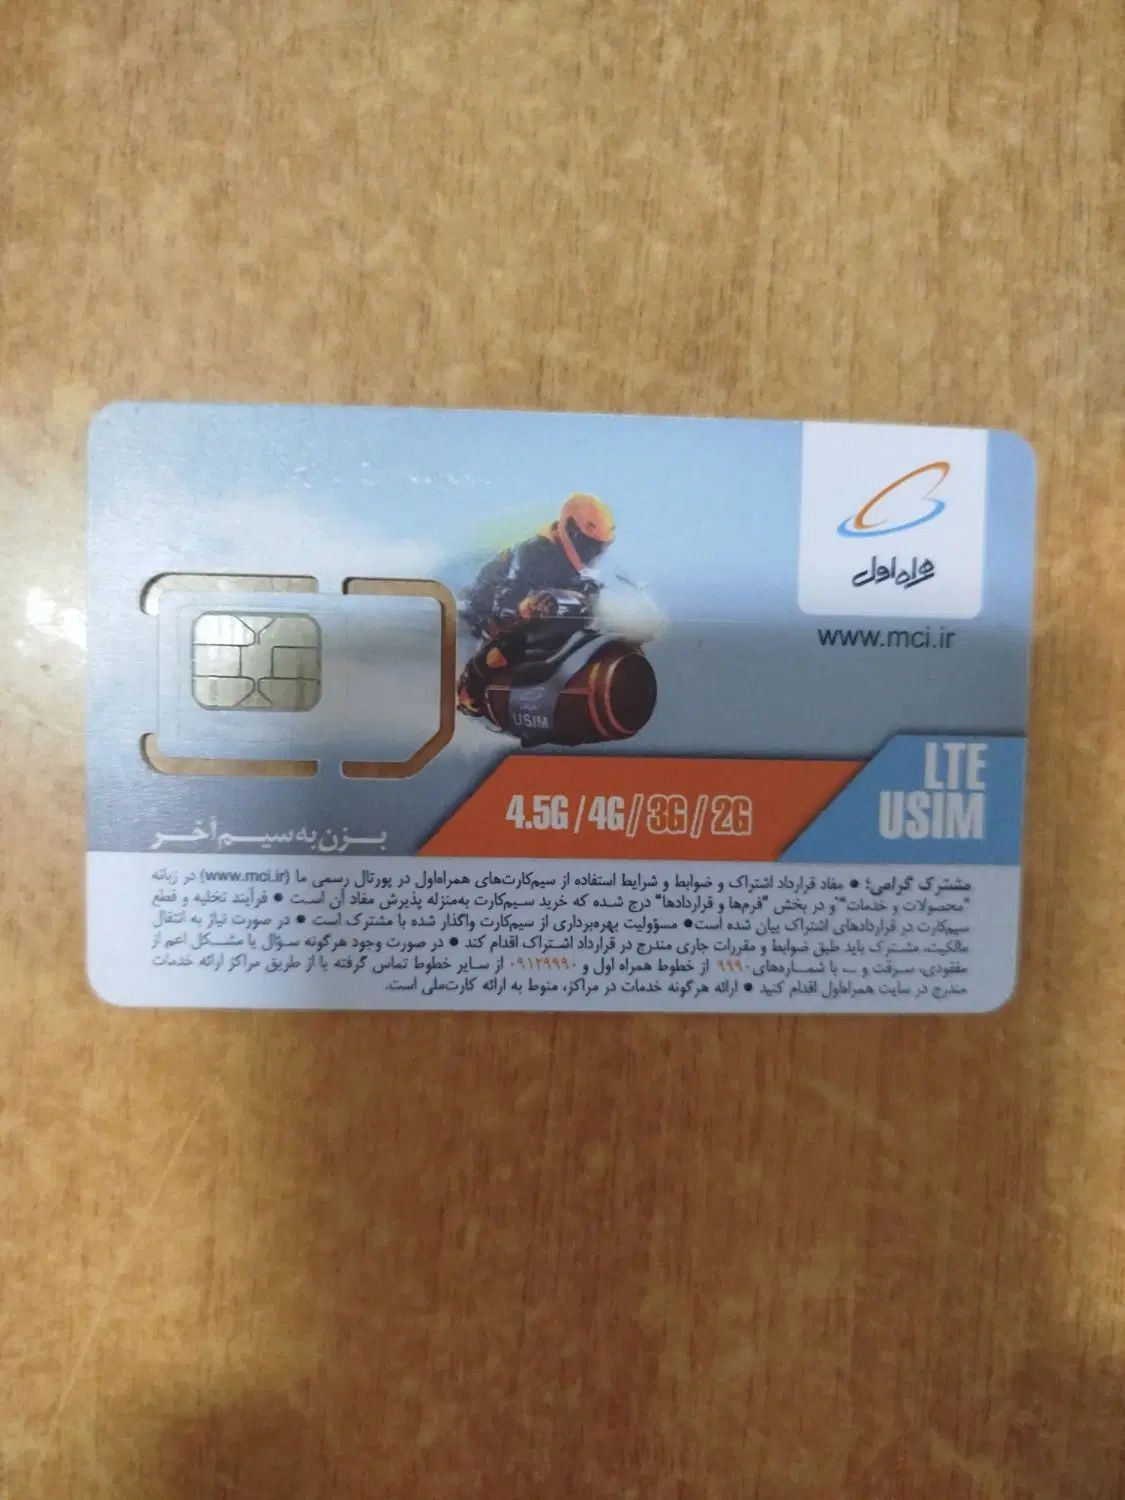 همراه اول
www.mci.ir
USIM
LTE
USIM
4.5G / 4G / 3G / 2G
بزن به سیم آخر
مشترک گرامی؛ • مفاد قرارداد اشتراک و ضوابط و شرایط استفاده از سیم‌کارت‌های همراه‌اول در پورتال رسمی ما (www.mci.ir) در زبانه
"محصولات و خدمات" و در بخش "فرم‌ها و قراردادها" درج شده که خرید سیم‌کارت به‌منزله پذیرش مفاد آن است • فرآیند تخلیه و قطع
سیم‌کارت در قراردادهای اشتراک بیان شده است • مسؤولیت بهره‌برداری از سیم‌کارت واگذار شده با مشترک است • در صورت نیاز به انتقال
مالکیت، مشترک باید طبق ضوابط و مقررات جاری مندرج در قرارداد اشتراک اقدام کند • در صورت وجود هرگونه سؤال یا مشکل اعم از
مفقودی، سرقت و ... با شماره‌های ۹۹۹۰ از خطوط همراه اول و ۰۹۱۲۹۹۹۰ از سایر خطوط تماس گرفته یا از طریق مراکز ارائه خدمات
مندرج در سایت همراه‌اول اقدام کنید • ارائه هرگونه خدمات در مراکز، منوط به ارائه کارت‌ملی است.